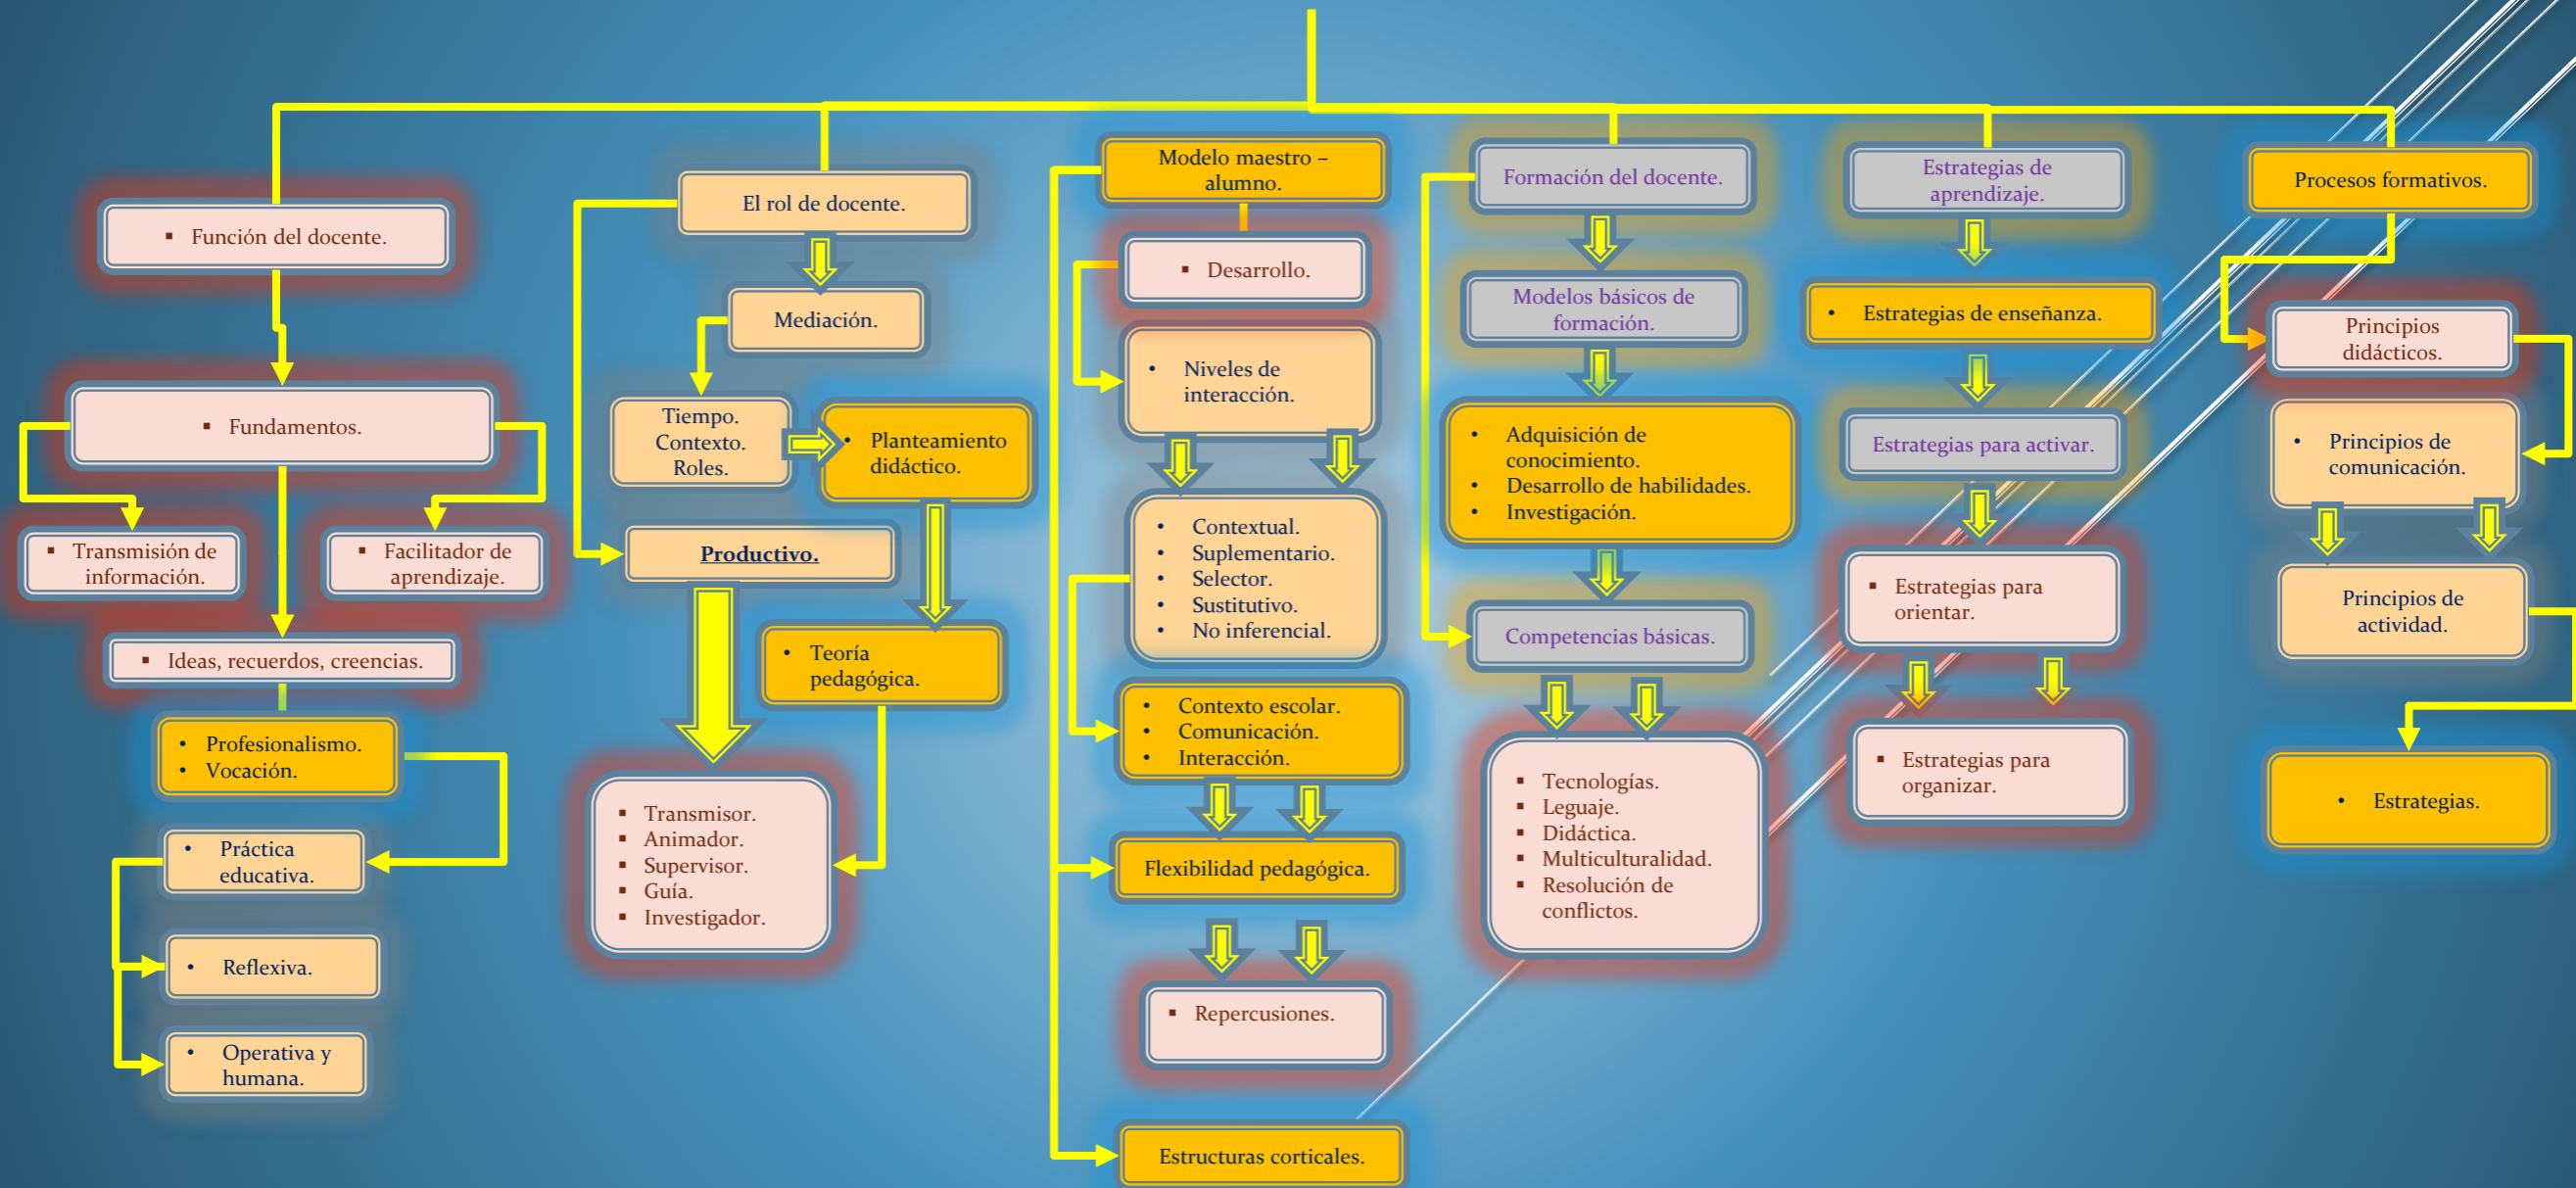 ▪ Función del docente.
▪ Fundamentos.
▪ Transmisión de
información.
▪ Facilitador de
aprendizaje.
▪ Ideas, recuerdos, creencias.
• Profesionalismo.
• Vocación.
• Práctica
educativa.
• Reflexiva.
• Operativa y
humana.
El rol de docente.
Mediación.
Tiempo.
Contexto.
Roles.
• Planteamiento
didáctico.
Productivo.
• Teoría
pedagógica.
▪ Transmisor.
▪ Animador.
▪ Supervisor.
▪ Guía.
▪ Investigador.
Modelo maestro –
alumno.
▪ Desarrollo.
• Niveles de
interacción.
• Contextual.
• Suplementario.
• Selector.
• Sustitutivo.
• No inferencial.
• Contexto escolar.
• Comunicación.
• Interacción.
Flexibilidad pedagógica.
▪ Repercusiones.
Estructuras corticales.
Formación del docente.
Modelos básicos de
formación.
• Adquisición de
conocimiento.
• Desarrollo de habilidades.
• Investigación.
Competencias básicas.
▪ Tecnologías.
▪ Leguaje.
▪ Didáctica.
▪ Multiculturalidad.
▪ Resolución de
conflictos.
Estrategias de
aprendizaje.
• Estrategias de enseñanza.
Estrategias para activar.
▪ Estrategias para
orientar.
▪ Estrategias para
organizar.
Procesos formativos.
Principios
didácticos.
• Principios de
comunicación.
Principios de
actividad.
• Estrategias.